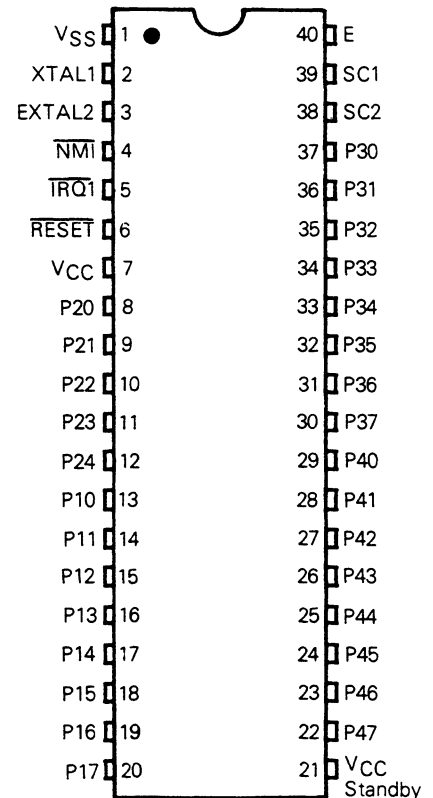 VSS 1 40 E
XTAL1 2 39 SC1
EXTAL2 3 38 SC2
N̅M̅I̅ 4 37 P30
I̅R̅Q̅1̅ 5 36 P31
R̅E̅S̅E̅T̅ 6 35 P32
VCC 7 34 P33
P20 8 33 P34
P21 9 32 P35
P22 10 31 P36
P23 11 30 P37
P24 12 29 P40
P10 13 28 P41
P11 14 27 P42
P12 15 26 P43
P13 16 25 P44
P14 17 24 P45
P15 18 23 P46
P16 19 22 P47
P17 20 21 VCC
Standby